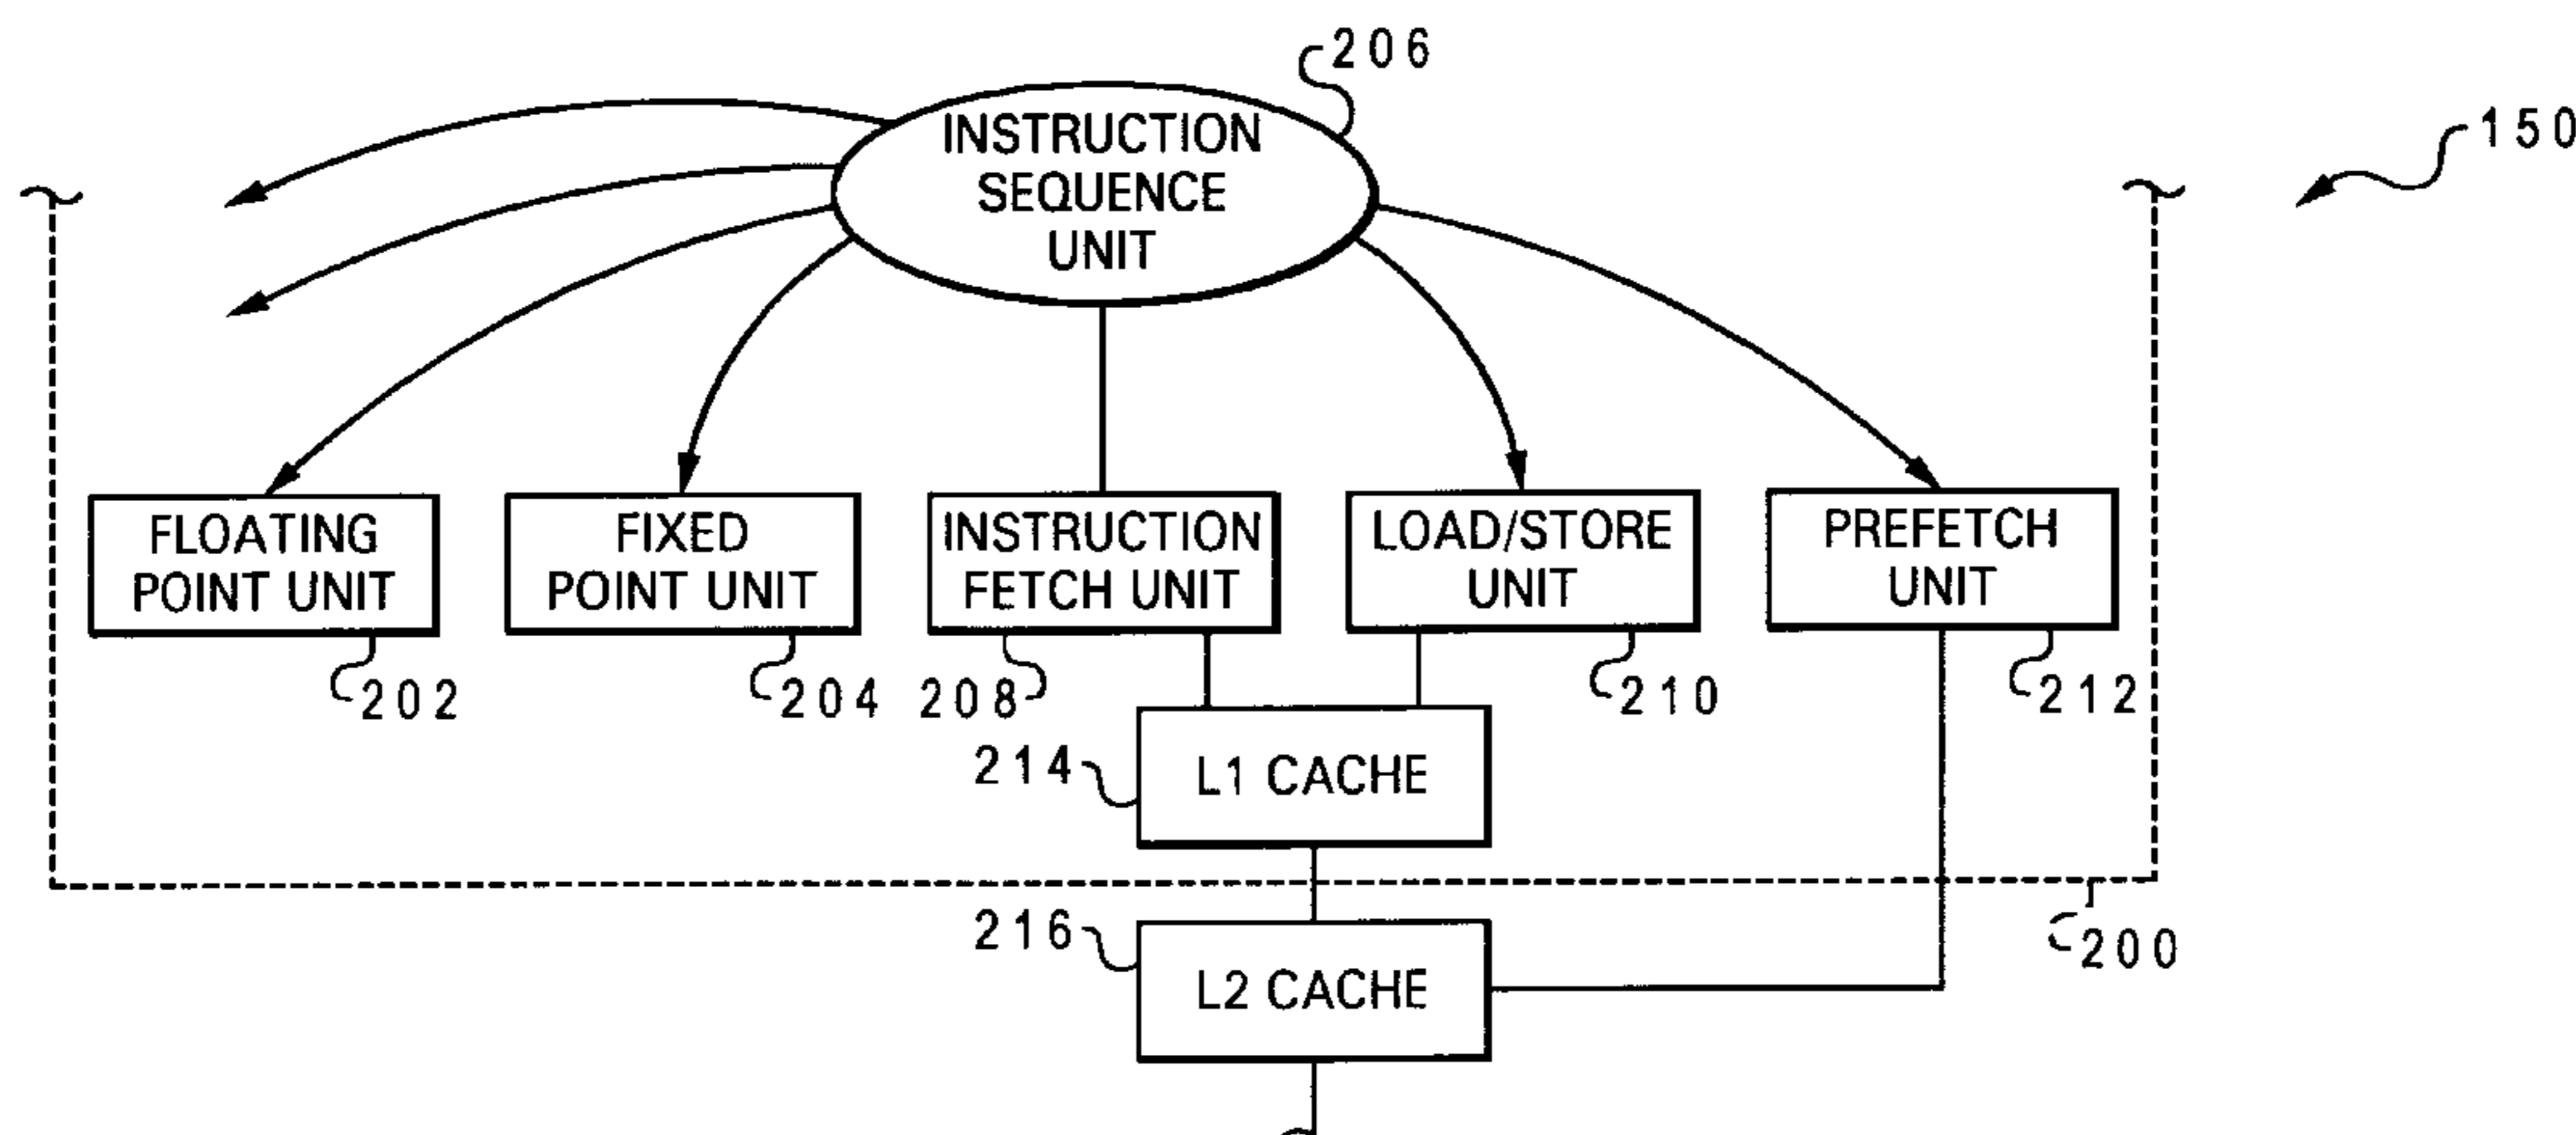 206
150
INSTRUCTION
SEQUENCE
UNIT
FLOATING
POINT UNIT
FIXED
POINT UNIT
INSTRUCTION
FETCH UNIT
LOAD/STORE
UNIT
PREFETCH
UNIT
202
204
208
210
212
214
L1 CACHE
216
L2 CACHE
200